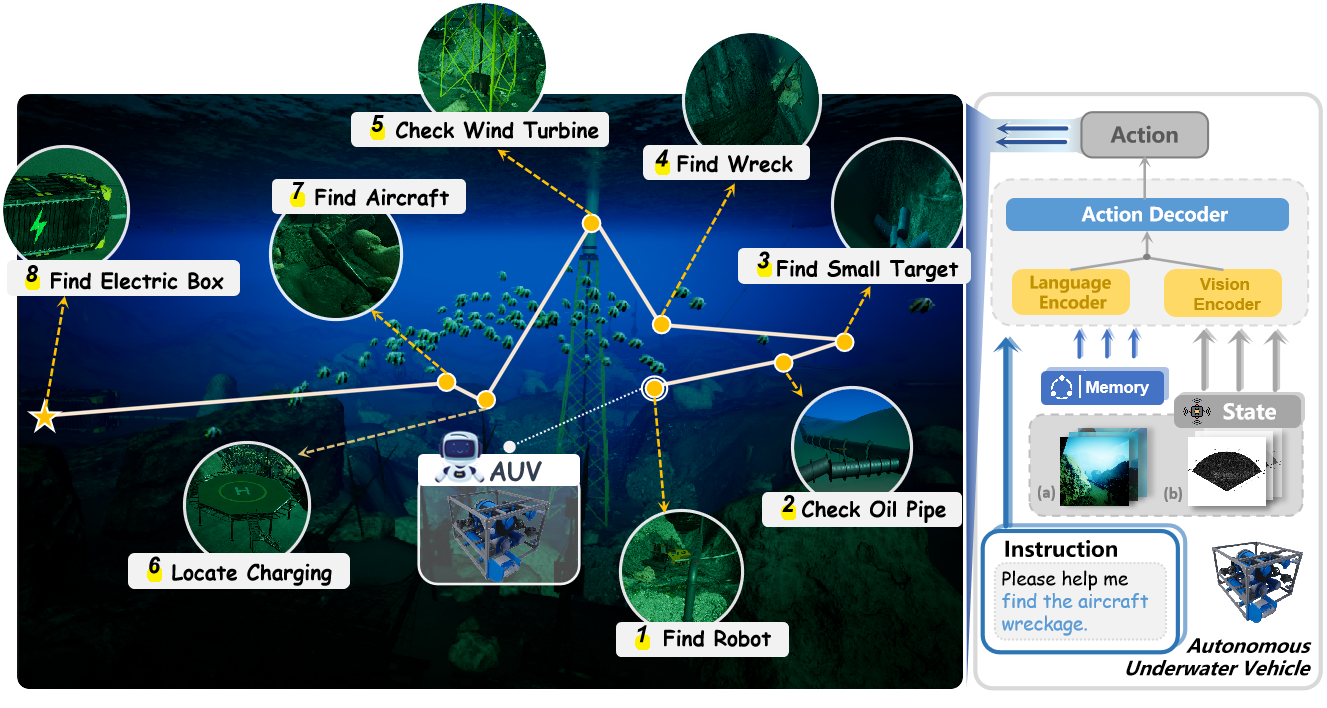 5 Check Wind Turbine
4 Find Wreck
7 Find Aircraft
3 Find Small Target
8 Find Electric Box
AUV
H
2 Check Oil Pipe
6 Locate Charging
1 Find Robot
Action
Action Decoder
Language
Encoder
Vision
Encoder
Memory
State
(a)
(b)
Instruction
Please help me
find the aircraft
wreckage.
Autonomous
Underwater Vehicle